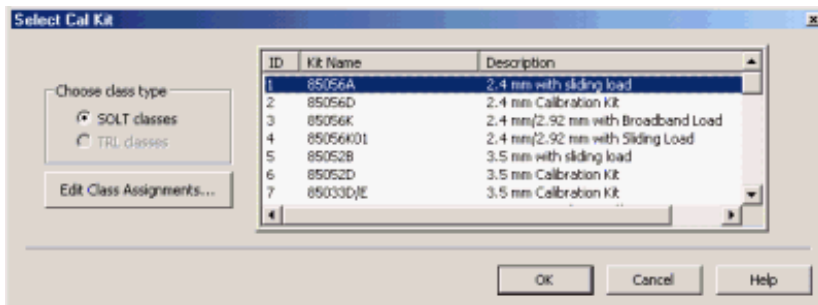 Select Cal Kit
Choose class type
SOLT classes
TRL classes
Edit Class Assignments...
ID Kit Name Description
1 85056A 2.4 mm with sliding load
2 85056D 2.4 mm Calibration Kit
3 85056K 2.4 mm/2.92 mm with Broadband Load
4 85056K01 2.4 mm/2.92 mm with Sliding Load
5 85052B 3.5 mm with sliding load
6 85052D 3.5 mm Calibration Kit
7 85033D/E 3.5 mm Calibration Kit
OK Cancel Help